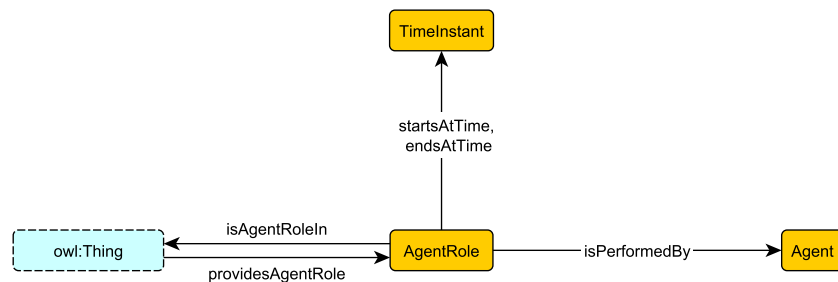 TimeInstant
startsAtTime,
endsAtTime
isAgentRoleIn
owl:Thing
AgentRole
isPerformedBy
Agent
providesAgentRole